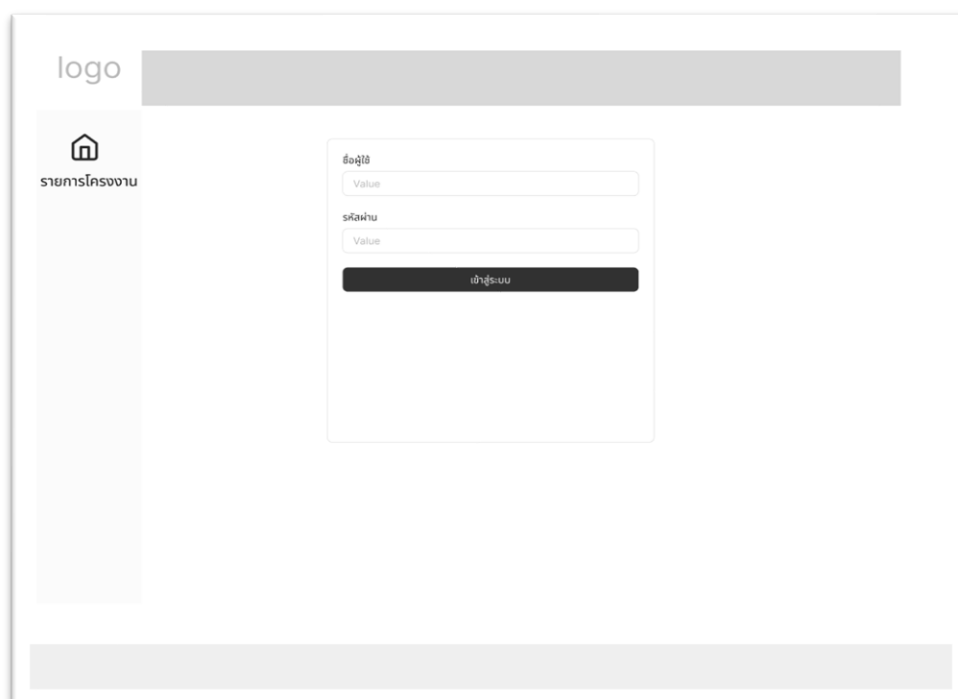 logo
รายการโครงงาน
ชื่อผู้ใช้
Value
รหัสผ่าน
Value
เข้าสู่ระบบ